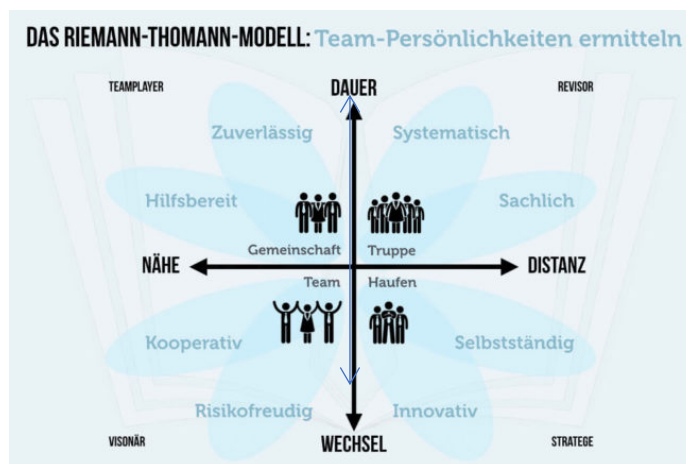 DAS RIEMANN-THOMANN-MODELL: Team-Persönlichkeiten ermitteln
TEAMPLAYER
DAUER
REVISOR
Zuverlässig
Systematisch
Hilfsbereit
Sachlich
Gemeinschaft
Truppe
NÄHE
DISTANZ
Team
Haufen
Kooperativ
Selbstständig
Risikofreudig
Innovativ
VISONÄR
WECHSEL
STRATEGE